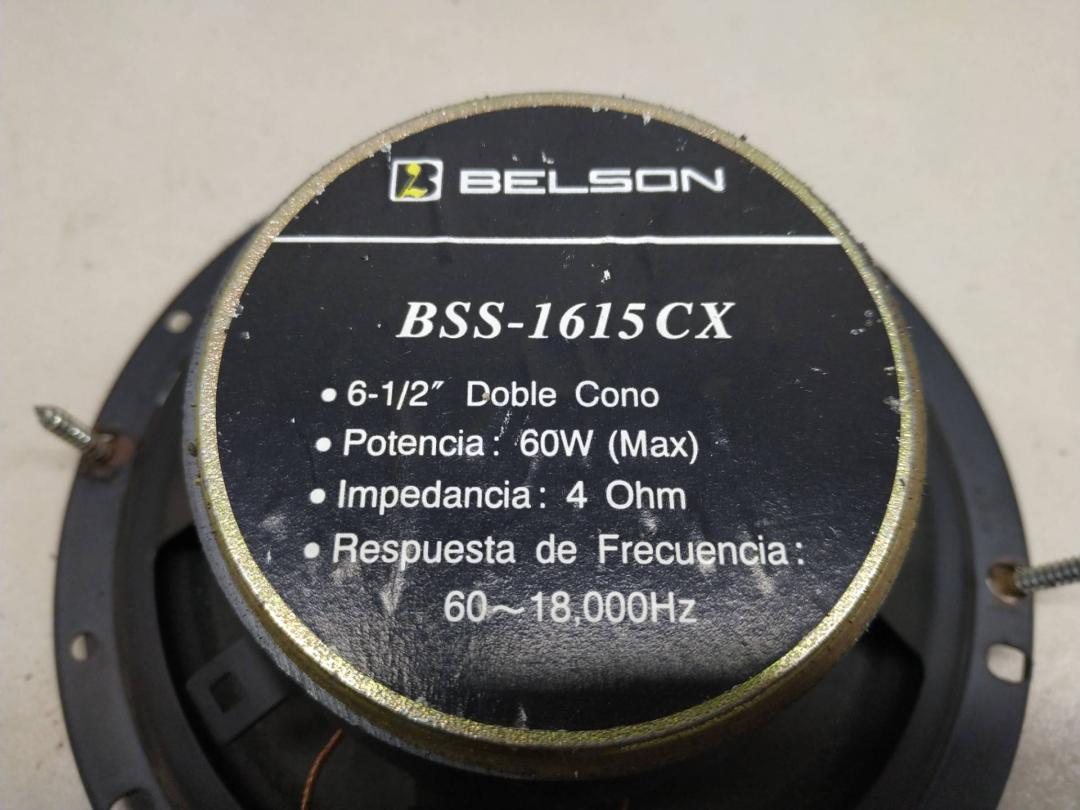 BELSON
BSS-1615CX
• 6-1/2″ Doble Cono
• Potencia: 60W (Max)
• Impedancia: 4 Ohm
• Respuesta de Frecuencia:
60~18,000Hz